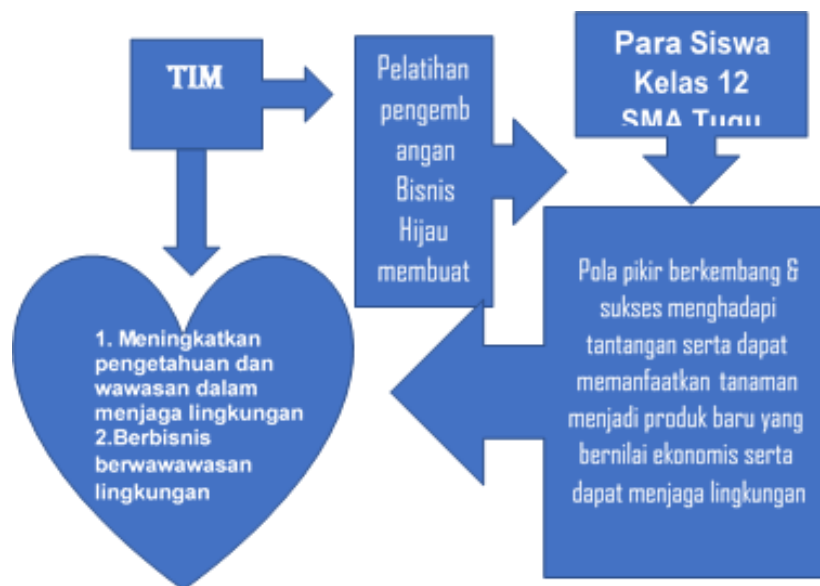 TIM
Pelatihan
pengemb
angan
Bisnis
Hijau
membuat
Para Siswa
Kelas 12
SMA Tugu
Pola pikir berkembang &
sukses menghadapi
tantangan serta dapat
memanfaatkan tanaman
menjadi produk baru yang
bernilai ekonomis serta
dapat menjaga lingkungan
1. Meningkatkan
pengetahuan dan
wawasan dalam
menjaga lingkungan
2.Berbisnis
berwawawasan
lingkungan